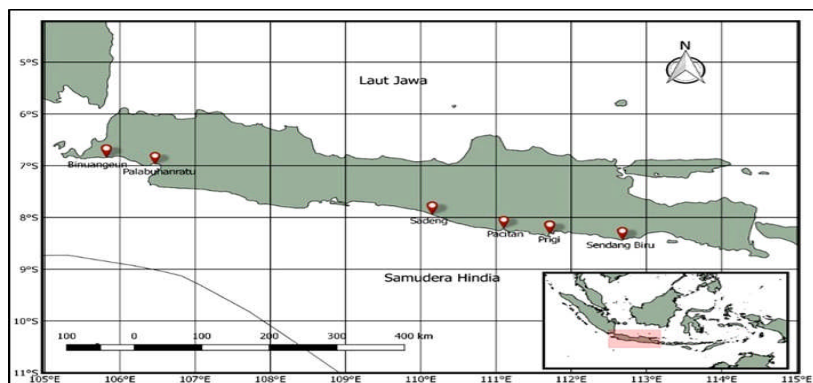 N
Laut Jawa
5°S
6°S
7°S
8°S
9°S
10°S
11°S
Binuangeun
Palabuhanratu
Sadeng
Pacitan
Prigi
Sendang Biru
Samudera Hindia
100 0 100 200 300 400 km
105°E 106°E 107°E 108°E 109°E 110°E 111°E 112°E 113°E 114°E 115°E